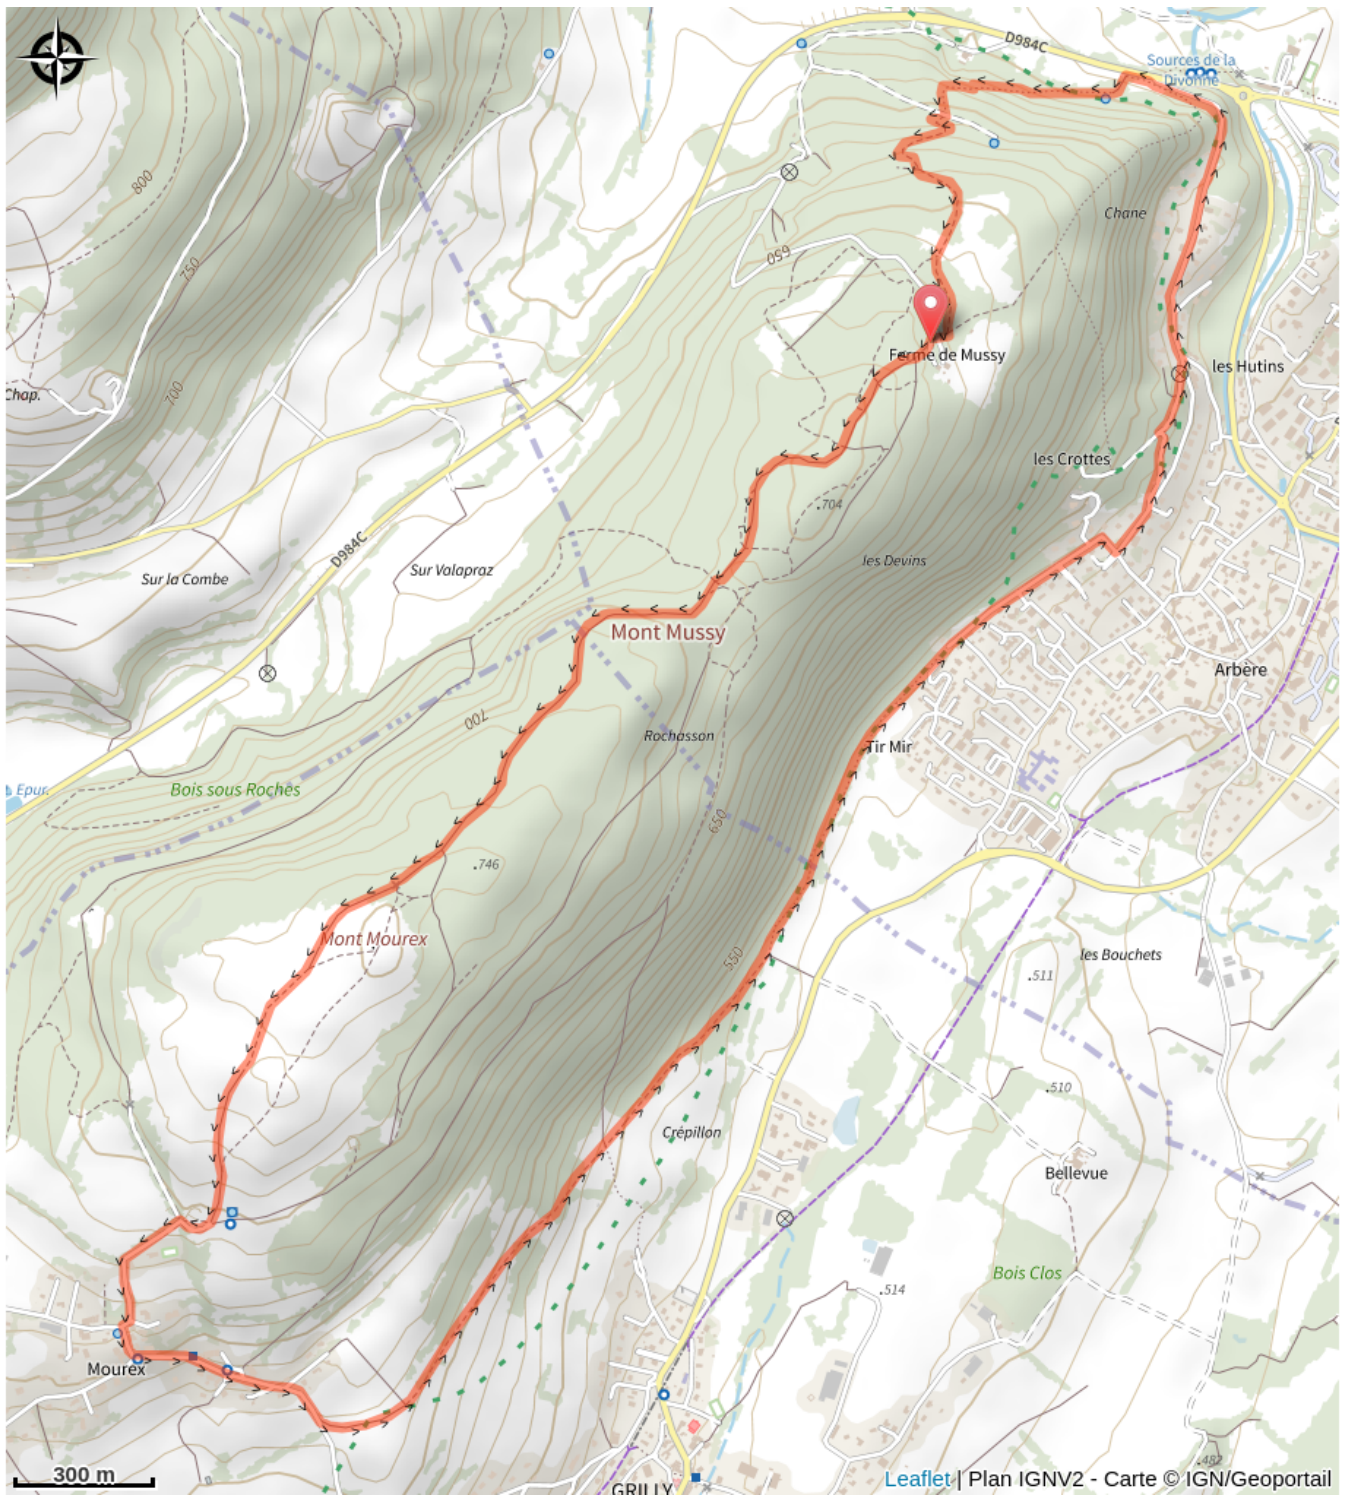 D984C
Sources de la
Divonne
800
Chane
650
750
Ferme de Mussy
les Hutins
Chap.
700
les Crottes
.704
D984C
les Devins
Sur Valapraz
Sur la Combe
Mont Mussy
Arbère
700
Rochasson
Tir Mir
Epur.
Bois sous Roches
650
.746
Mont Mourex
550
les Bouchets
.511
.510
Crépillon
Bellevue
Bois Clos
.514
Mourex
.482
300 m
GRILLY
Leaflet | Plan IGNV2 - Carte © IGN/Geoportail